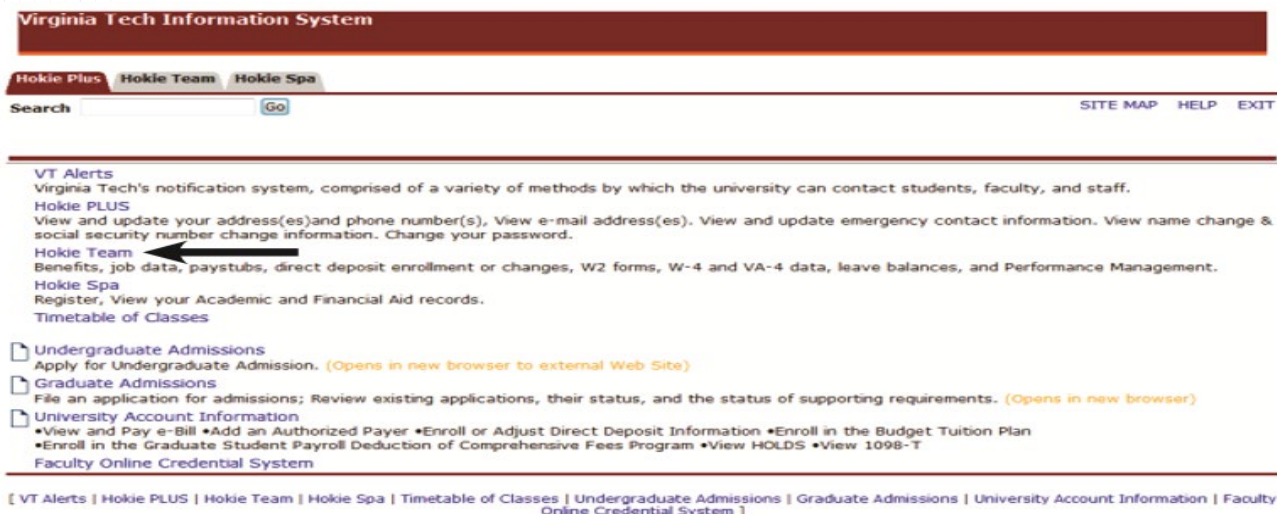 Virginia Tech Information System
Hokie Plus Hokie Team Hokie Spa
Search Go SITE MAP HELP EXIT
VT Alerts
Virginia Tech's notification system, comprised of a variety of methods by which the university can contact students, faculty, and staff.
Hokie PLUS
View and update your address(es)and phone number(s), View e-mail address(es). View and update emergency contact information. View name change &
social security number change information. Change your password.
Hokie Team
Benefits, job data, paystubs, direct deposit enrollment or changes, W2 forms, W-4 and VA-4 data, leave balances, and Performance Management.
Hokie Spa
Register, View your Academic and Financial Aid records.
Timetable of Classes
Undergraduate Admissions
Apply for Undergraduate Admission. (Opens in new browser to external Web Site)
Graduate Admissions
File an application for admissions; Review existing applications, their status, and the status of supporting requirements. (Opens in new browser)
University Account Information
•View and Pay e-Bill •Add an Authorized Payer •Enroll or Adjust Direct Deposit Information •Enroll in the Budget Tuition Plan
•Enroll in the Graduate Student Payroll Deduction of Comprehensive Fees Program •View HOLDS •View 1098-T
Faculty Online Credential System
[ VT Alerts | Hokie PLUS | Hokie Team | Hokie Spa | Timetable of Classes | Undergraduate Admissions | Graduate Admissions | University Account Information | Faculty
Online Credential System ]